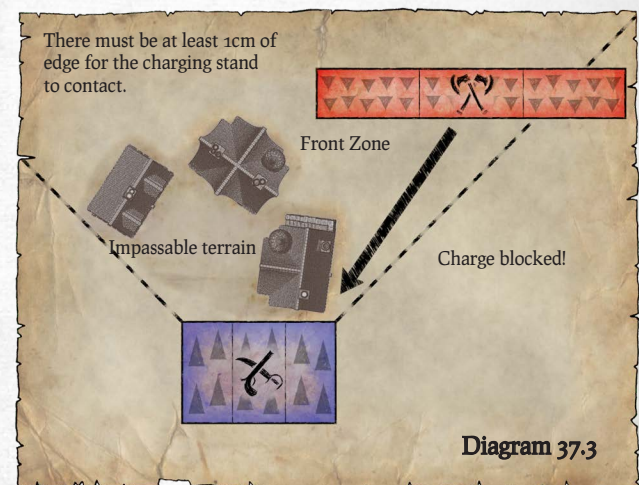 There must be at least 1cm of
edge for the charging stand
to contact.
Front Zone
Impassable terrain
Charge blocked!
Diagram 37.3